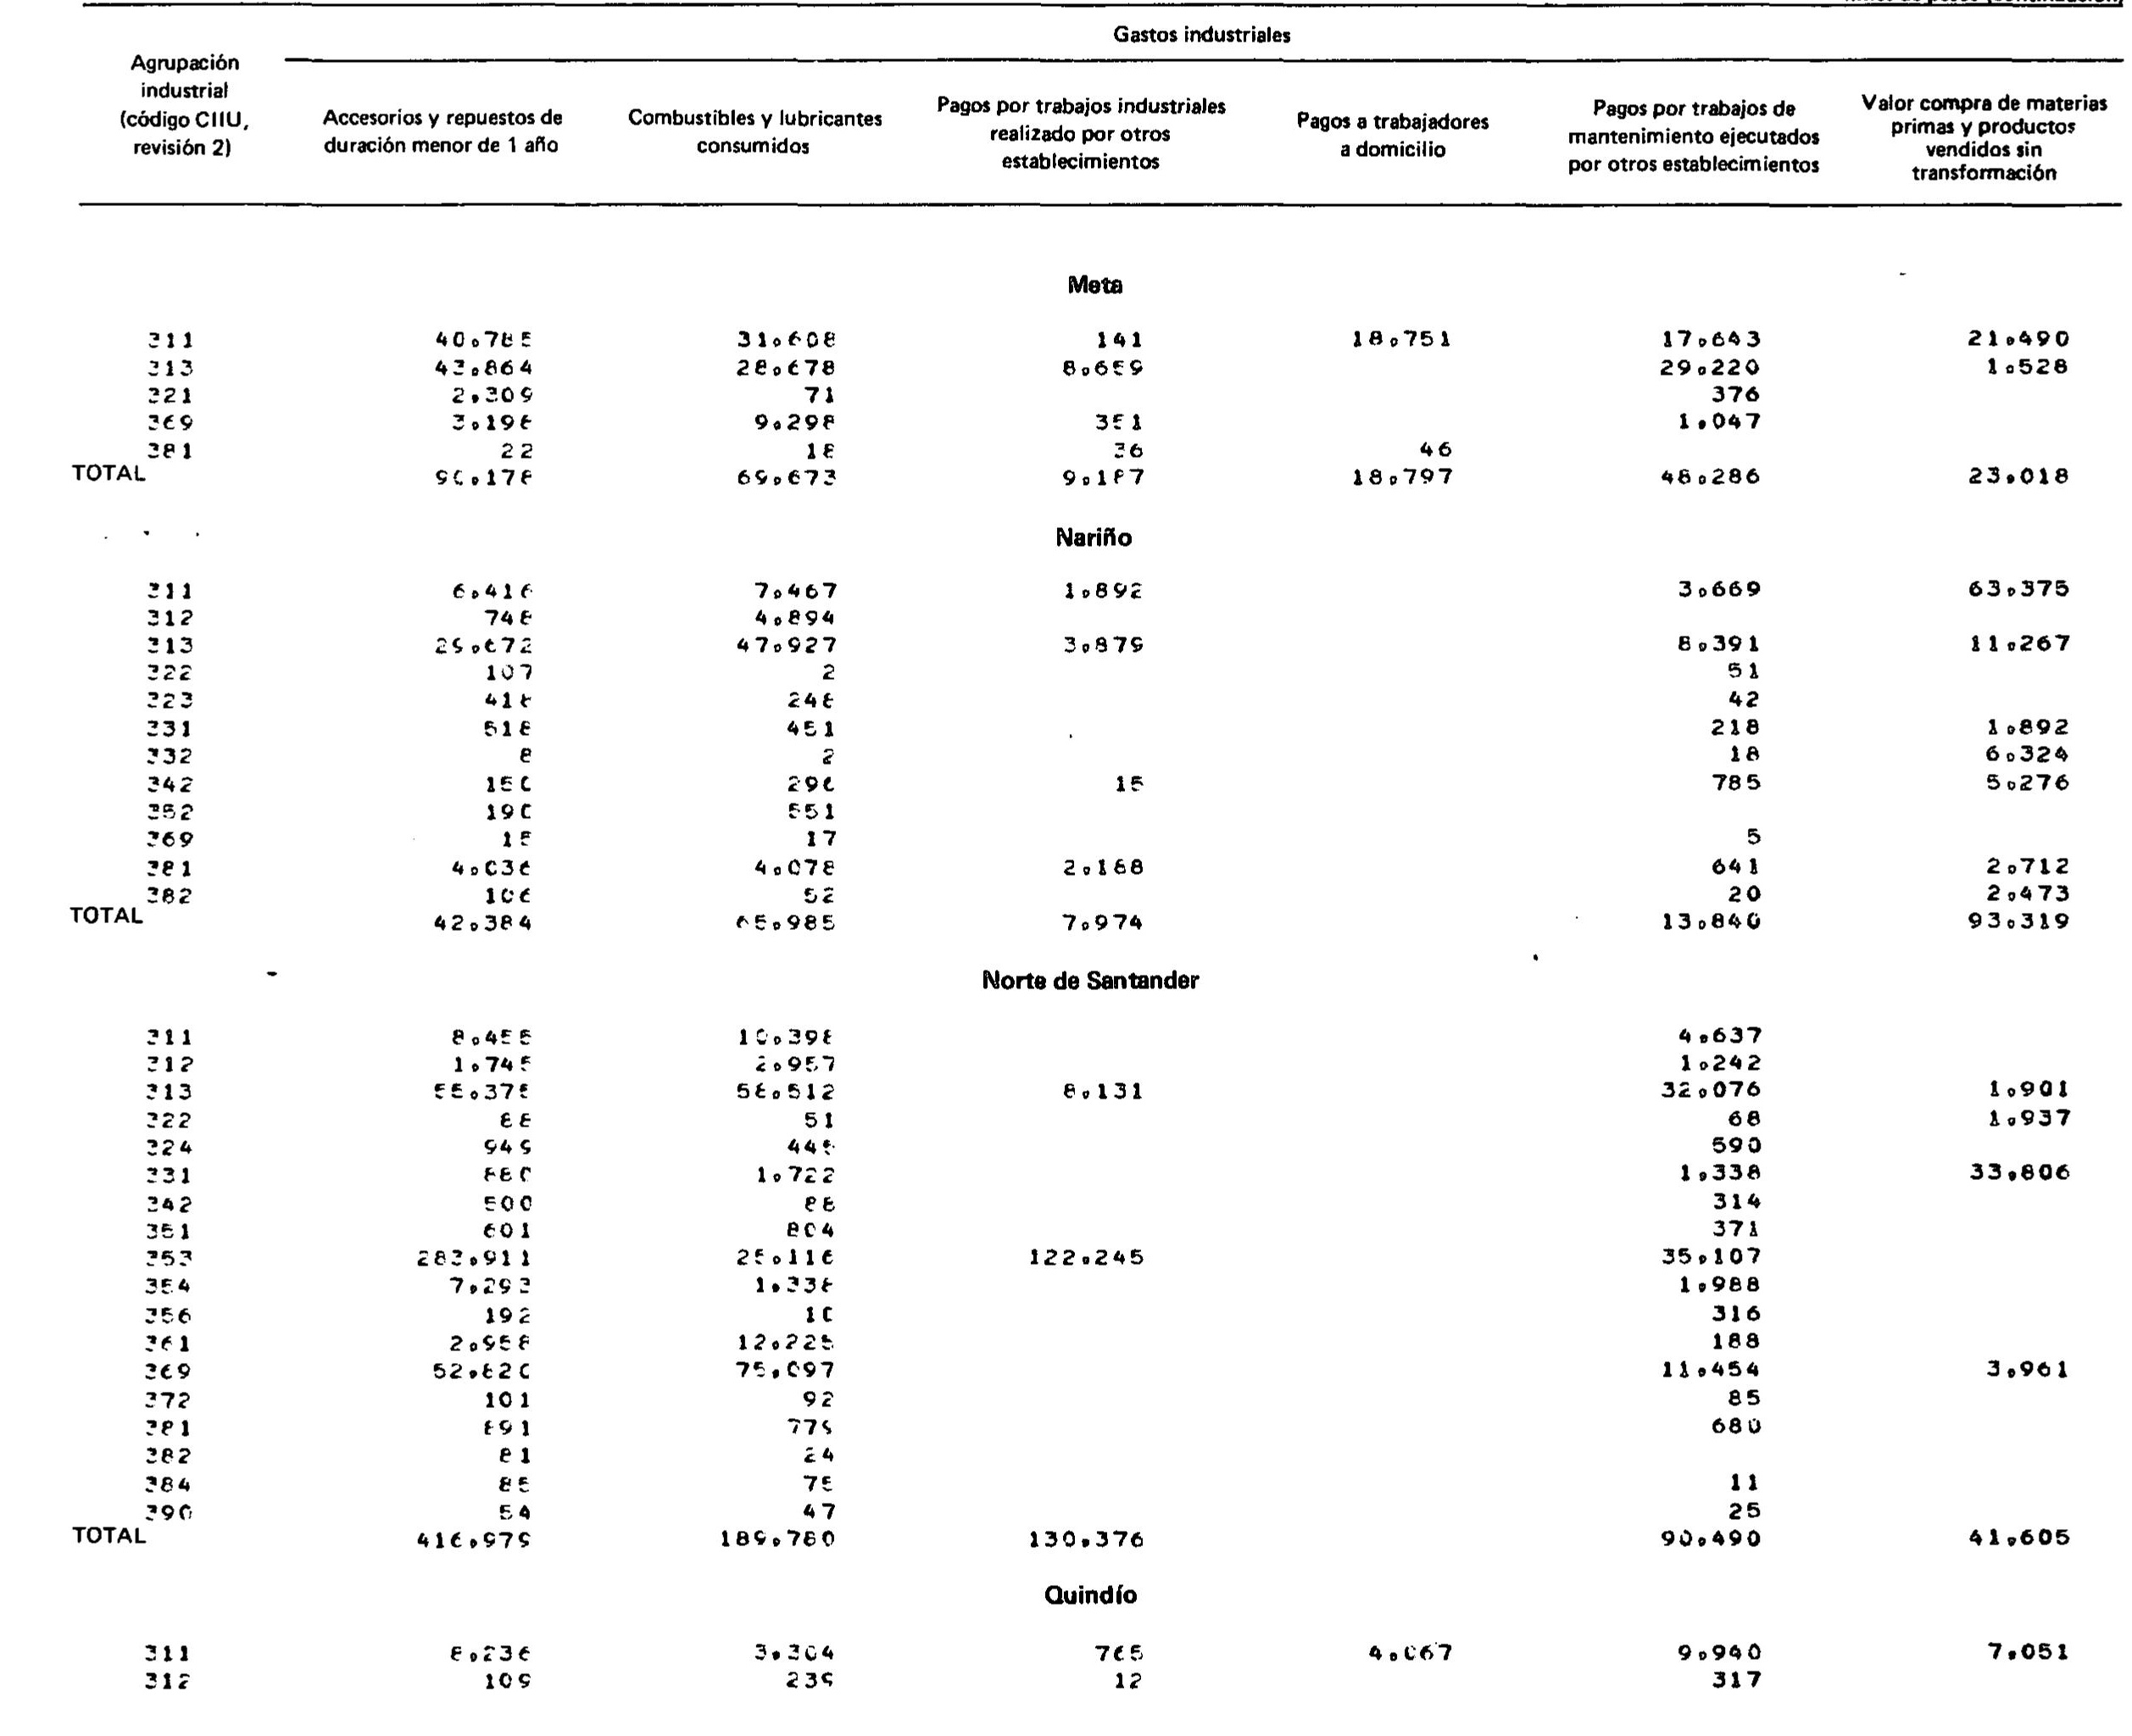 Gastos industriales
Agrupación industrial (código CIIU, revisión 2) Accesorios y repuestos de duración menor de 1 año Combustibles y lubricantes consumidos Pagos por trabajos industriales realizado por otros establecimientos Pagos a trabajadores a domicilio Pagos por trabajos de mantenimiento ejecutados por otros establecimientos Valor compra de materias primas y productos vendidos sin transformación
Meta
311 40.785 31.608 141 18.751 17.643 21.490
313 43.864 28.678 8.659 29.220 1.528
321 2.309 71 376
369 3.198 9.298 351 1.047
381 22 18 36 46
TOTAL 90.178 69.673 9.187 18.797 48.286 23.018
Nariño
311 6.416 7.467 1.892 3.669 63.375
312 748 4.894
313 29.672 47.927 3.879 8.391 11.267
322 107 2 51
323 418 248 42
331 518 451 218 1.892
332 8 2 18 6.324
342 150 296 15 785 5.276
352 190 551
369 15 17 5
381 4.036 4.078 2.188 641 2.712
382 106 52 20 2.473
TOTAL 42.384 65.985 7.974 13.840 93.319
Norte de Santander
311 8.455 10.398 4.637
312 1.745 2.957 1.242
313 55.375 58.512 8.131 32.076 1.901
322 88 51 68 1.937
324 949 445 590
331 880 1.722 1.338 33.806
342 500 88 314
351 601 804 371
353 283.911 25.116 122.245 35.107
354 7.293 1.338 1.988
356 192 10 316
361 2.958 12.225 188
369 52.820 75.097 11.454 3.961
372 101 92 85
381 891 779 680
382 81 24
384 85 75 11
390 54 47 25
TOTAL 416.979 189.780 130.376 90.490 41.605
Quindío
311 8.236 3.304 765 4.067 9.940 7.051
312 109 239 12 317